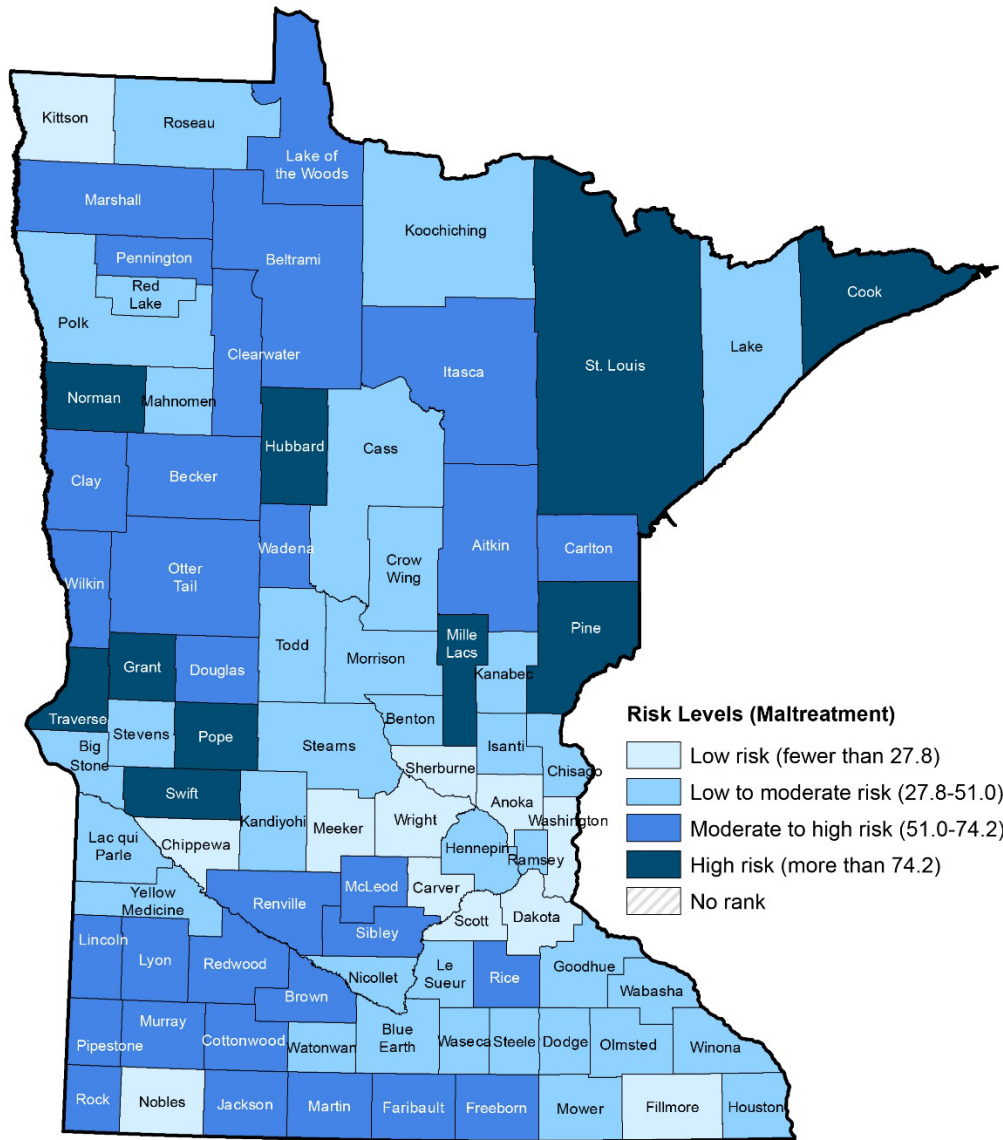 Kittson
Roseau
Lake of
the Woods
Marshall
Koochiching
Pennington
Beltrami
Red
Lake
Polk
Cook
Clearwater
Itasca
St. Louis
Lake
Norman
Mahnomen
Hubbard
Cass
Clay
Becker
Wadena
Aitkin
Carlton
Crow
Wing
Otter
Tail
Wilkin
Pine
Mille
Lacs
Todd
Grant
Douglas
Morrison
Kanabec
Traverse
Stevens
Pope
Benton
Big
Stone
Stearns
Isanti
Chisago
Sherburne
Swift
Anoka
Kandiyohi
Meeker
Wright
Washington
Lac qui
Parle
Chippewa
Hennepin
Ramsey
McLeod
Carver
Yellow
Medicine
Renville
Scott
Dakota
Lincoln
Lyon
Redwood
Sibley
Nicollet
Le
Sueur
Rice
Goodhue
Wabasha
Brown
Murray
Pipestone
Cottonwood
Watonwan
Blue
Earth
Waseca
Steele
Dodge
Olmsted
Winona
Rock
Nobles
Jackson
Martin
Faribault
Freeborn
Mower
Fillmore
Houston
Risk Levels (Maltreatment)
Low risk (fewer than 27.8)
Low to moderate risk (27.8-51.0)
Moderate to high risk (51.0-74.2)
High risk (more than 74.2)
No rank